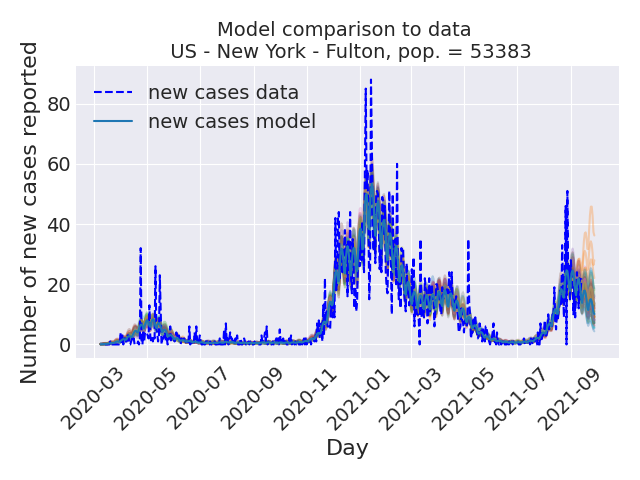 Model comparison to data
US - New York - Fulton, pop. = 53383
Number of new cases reported
80
60
40
20
0
new cases data
new cases model
2020-03
2020-05
2020-07
2020-09
2020-11
2021-01
2021-03
2021-05
2021-07
2021-09
Day